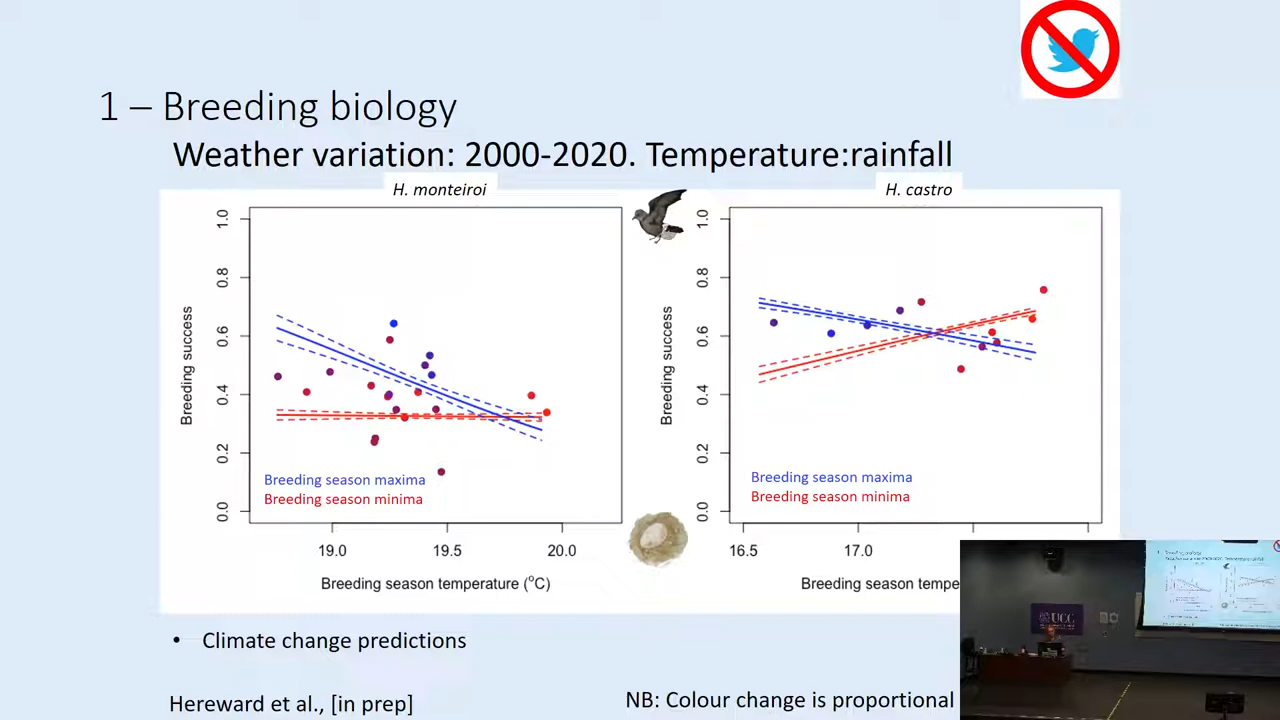 1 – Breeding biology
Weather variation: 2000-2020. Temperature:rainfall
H. monteiroi
H. castro
1.0
0.8
0.6
0.4
0.2
0.0
Breeding success
Breeding season maxima
Breeding season minima
19.0 19.5 20.0
Breeding season temperature (°C)
1.0
0.8
0.6
0.4
0.2
0.0
Breeding success
Breeding season maxima
Breeding season minima
16.5 17.0
Breeding season tempe
• Climate change predictions
Hereward et al., [in prep]
NB: Colour change is proportional
UCC